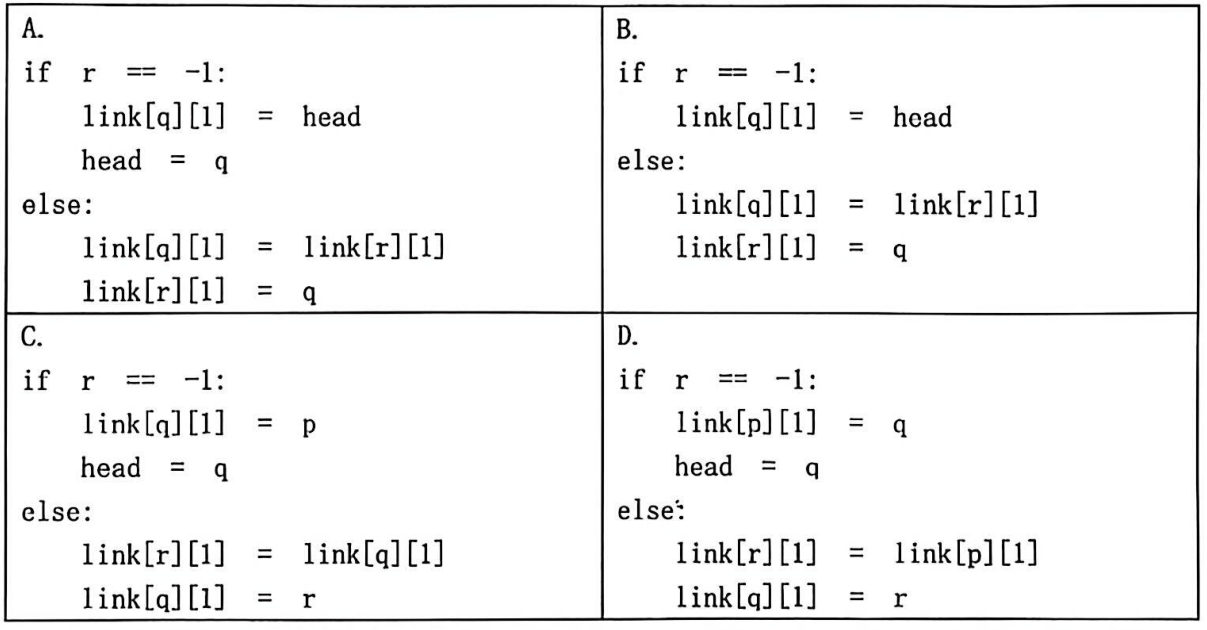 A.
if r == -1:
    link[q][1] = head
    head = q
else:
    link[q][1] = link[r][1]
    link[r][1] = q
B.
if r == -1:
    link[q][1] = head
else:
    link[q][1] = link[r][1]
    link[r][1] = q
C.
if r == -1:
    link[q][1] = p
    head = q
else:
    link[r][1] = link[q][1]
    link[q][1] = r
D.
if r == -1:
    link[p][1] = q
    head = q
else:
    link[r][1] = link[p][1]
    link[q][1] = r